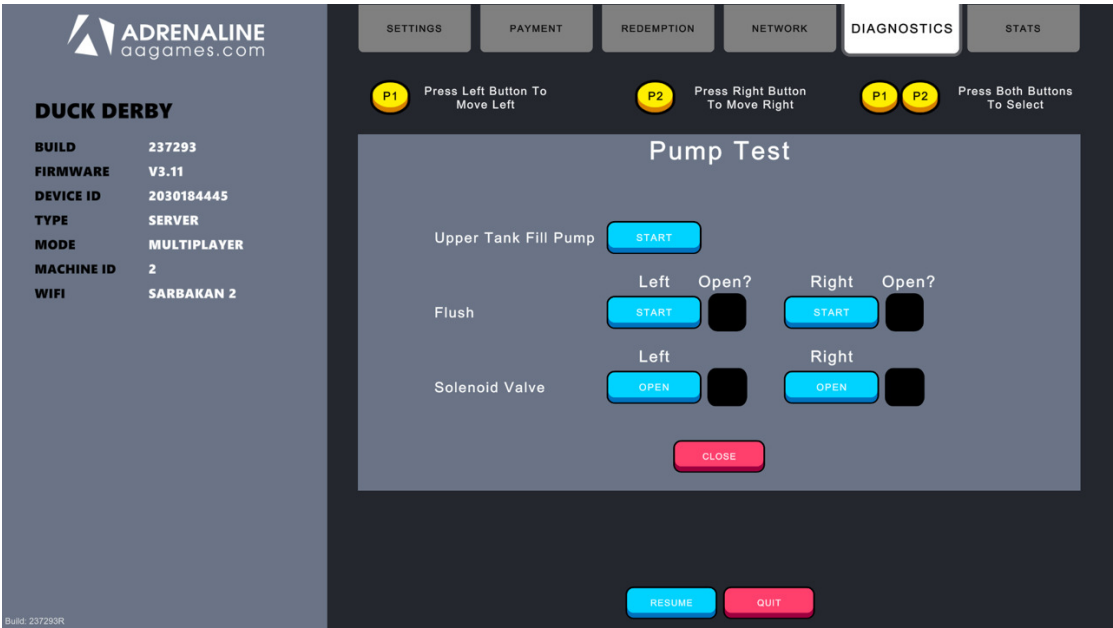 ADRENALINE
aagames.com
DUCK DERBY
BUILD 237293
FIRMWARE V3.11
DEVICE ID 2030184445
TYPE SERVER
MODE MULTIPLAYER
MACHINE ID 2
WIFI SARBAKAN 2
Build: 237293R
SETTINGS PAYMENT REDEMPTION NETWORK DIAGNOSTICS STATS
P1 Press Left Button To
Move Left
P2 Press Right Button
To Move Right
P1 P2 Press Both Buttons
To Select
Pump Test
Upper Tank Fill Pump START
Left Open? Right Open?
Flush START START
Left Right
Solenoid Valve OPEN OPEN
CLOSE
RESUME QUIT